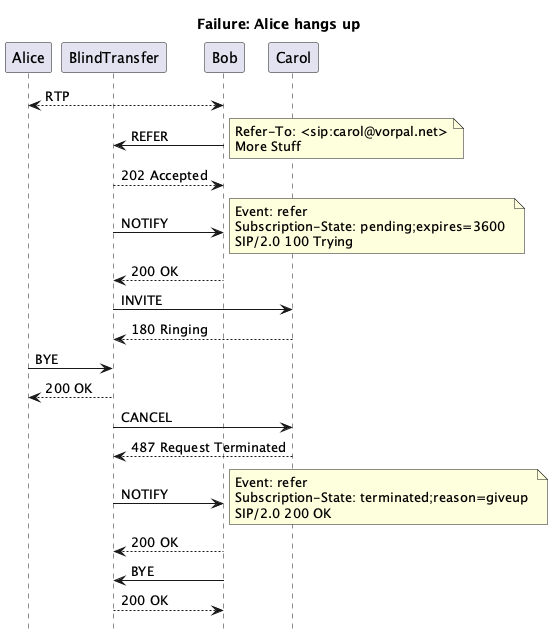 Failure: Alice hangs up
Alice BlindTransfer Bob Carol
RTP
REFER
Refer-To: <sip:carol@vorpal.net>
More Stuff
202 Accepted
NOTIFY
Event: refer
Subscription-State: pending;expires=3600
SIP/2.0 100 Trying
200 OK
INVITE
180 Ringing
BYE
200 OK
CANCEL
487 Request Terminated
NOTIFY
Event: refer
Subscription-State: terminated;reason=giveup
SIP/2.0 200 OK
200 OK
BYE
200 OK